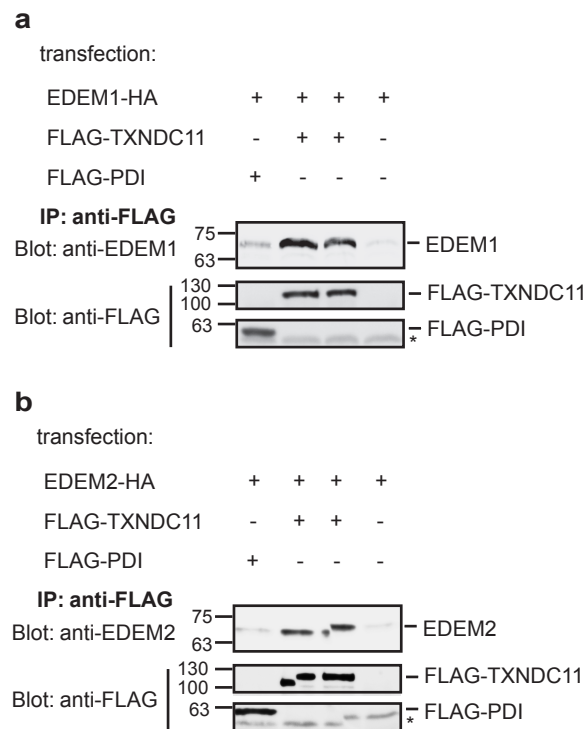 a
transfection:
EDEM1-HA + + + +
FLAG-TXNDC11 - + + -
FLAG-PDI + - - -
IP: anti-FLAG
Blot: anti-EDEM1
75
63
EDEM1
Blot: anti-FLAG
130
100
FLAG-TXNDC11
63
FLAG-PDI
*
b
transfection:
EDEM2-HA + + + +
FLAG-TXNDC11 - + + -
FLAG-PDI + - - -
IP: anti-FLAG
Blot: anti-EDEM2
75
63
EDEM2
Blot: anti-FLAG
130
100
FLAG-TXNDC11
63
FLAG-PDI
*